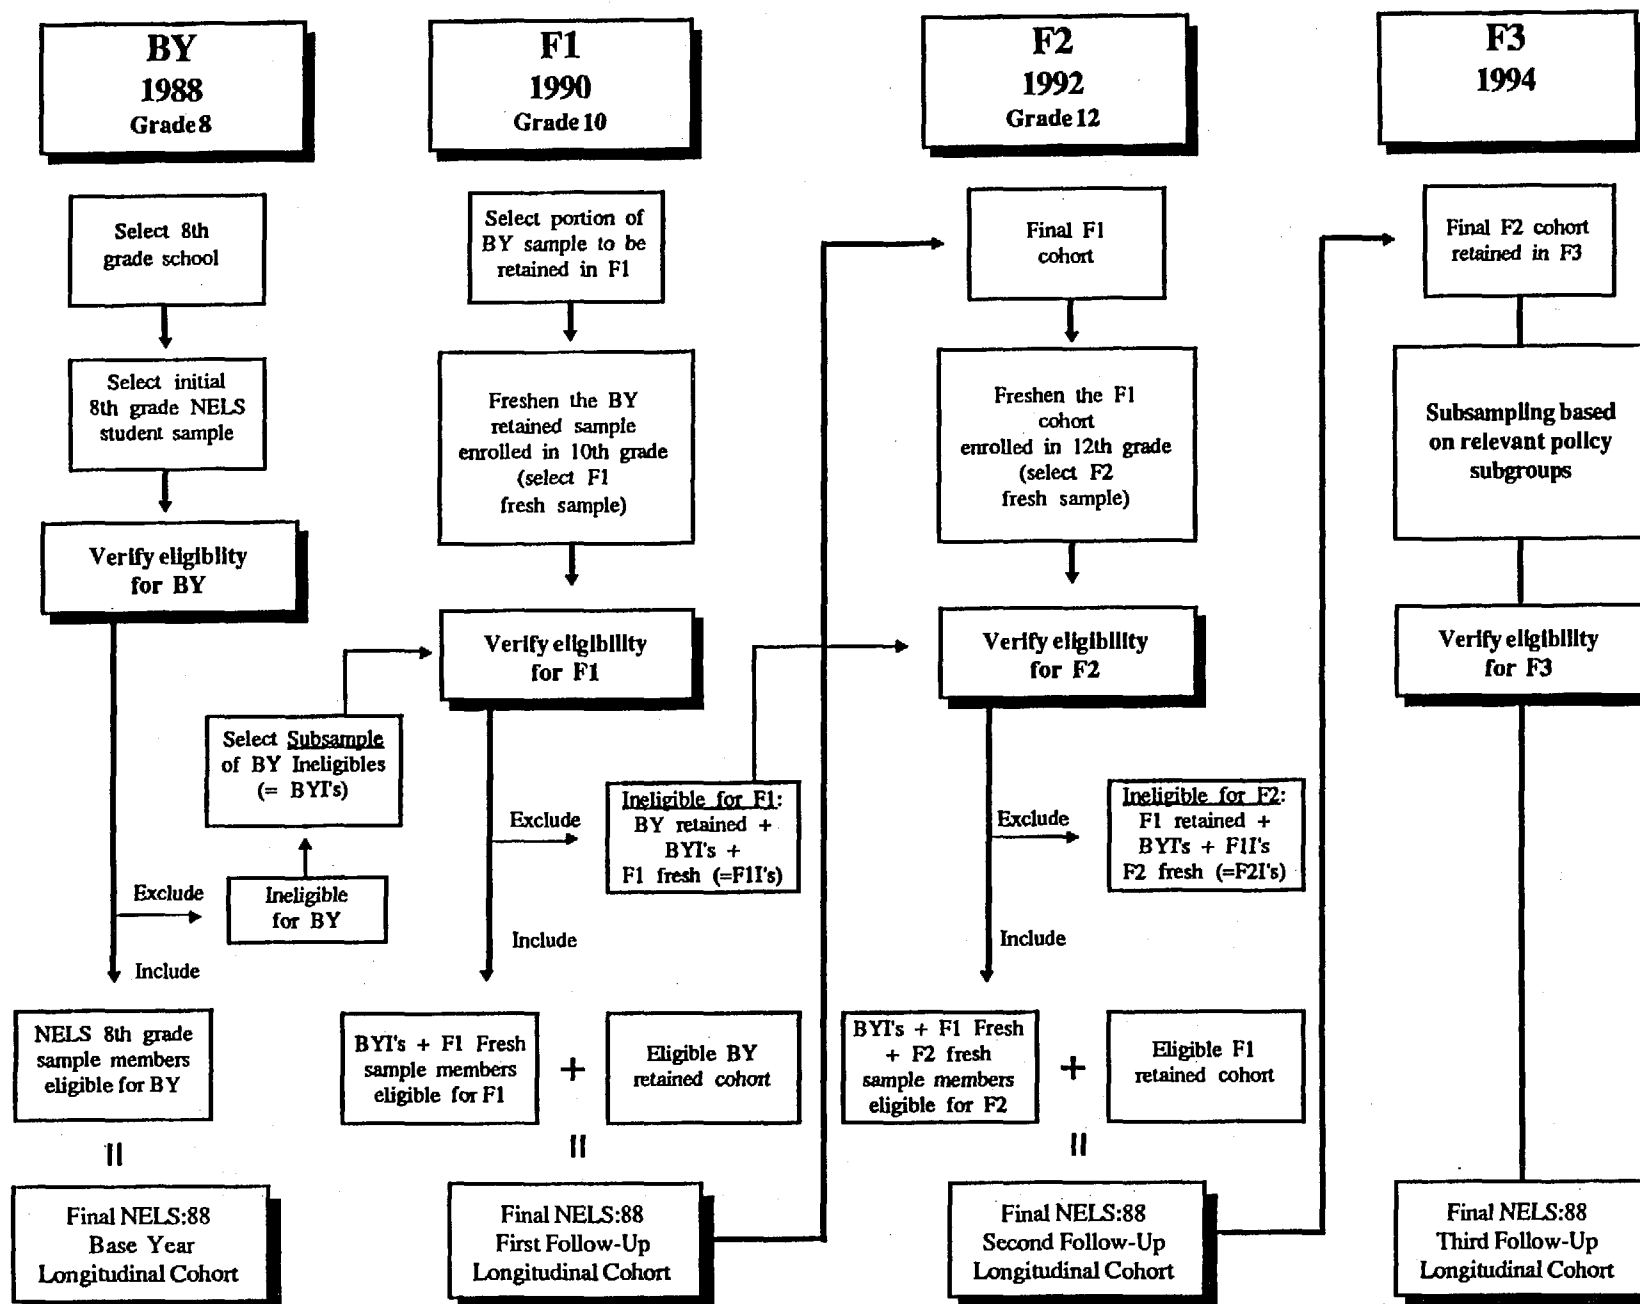 BY
1988
Grade 8
F1
1990
Grade 10
F2
1992
Grade 12
F3
1994
Select 8th
grade school
Select initial
8th grade NELS
student sample
Verify eligiblity
for BY
Exclude
Include
Ineligible
for BY
Select Subsample
of BY Ineligibles
(= BYI's)
NELS 8th grade
sample members
eligible for BY
=
Final NELS:88
Base Year
Longitudinal Cohort
Select portion of
BY sample to be
retained in F1
Freshen the BY
retained sample
enrolled in 10th grade
(select F1
fresh sample)
Verify eligibility
for F1
Exclude
Include
Ineligible for F1:
BY retained +
BYI's +
F1 fresh (=F1I's)
BYI's + F1 Fresh
sample members
eligible for F1
+
Eligible BY
retained cohort
=
Final NELS:88
First Follow-Up
Longitudinal Cohort
Final F1
cohort
Freshen the F1
cohort
enrolled in 12th grade
(select F2
fresh sample)
Verify eligibility
for F2
Exclude
Include
Ineligible for F2:
F1 retained +
BYI's + F1I's
F2 fresh (=F2I's)
BYI's + F1 Fresh
+ F2 fresh
sample members
eligible for F2
+
Eligible F1
retained cohort
=
Final NELS:88
Second Follow-Up
Longitudinal Cohort
Final F2 cohort
retained in F3
Subsampling based
on relevant policy
subgroups
Verify eligibility
for F3
Final NELS:88
Third Follow-Up
Longitudinal Cohort